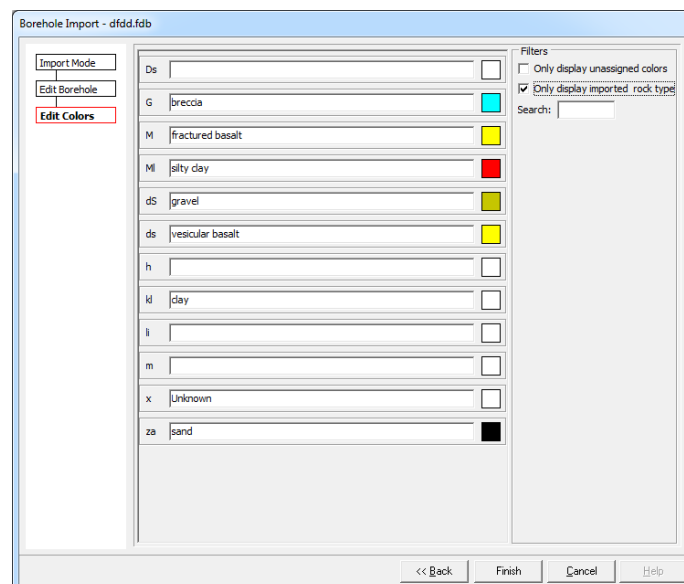 Borehole Import - dfdd.fdb
Import Mode
Edit Borehole
Edit Colors
Ds
G breccia
M fractured basalt
Ml silty clay
dS gravel
ds vesicular basalt
h
kl clay
li
m
x Unknown
za sand
Filters
Only display unassigned colors
Only display imported rock type
Search:
<< Back Finish Cancel Help